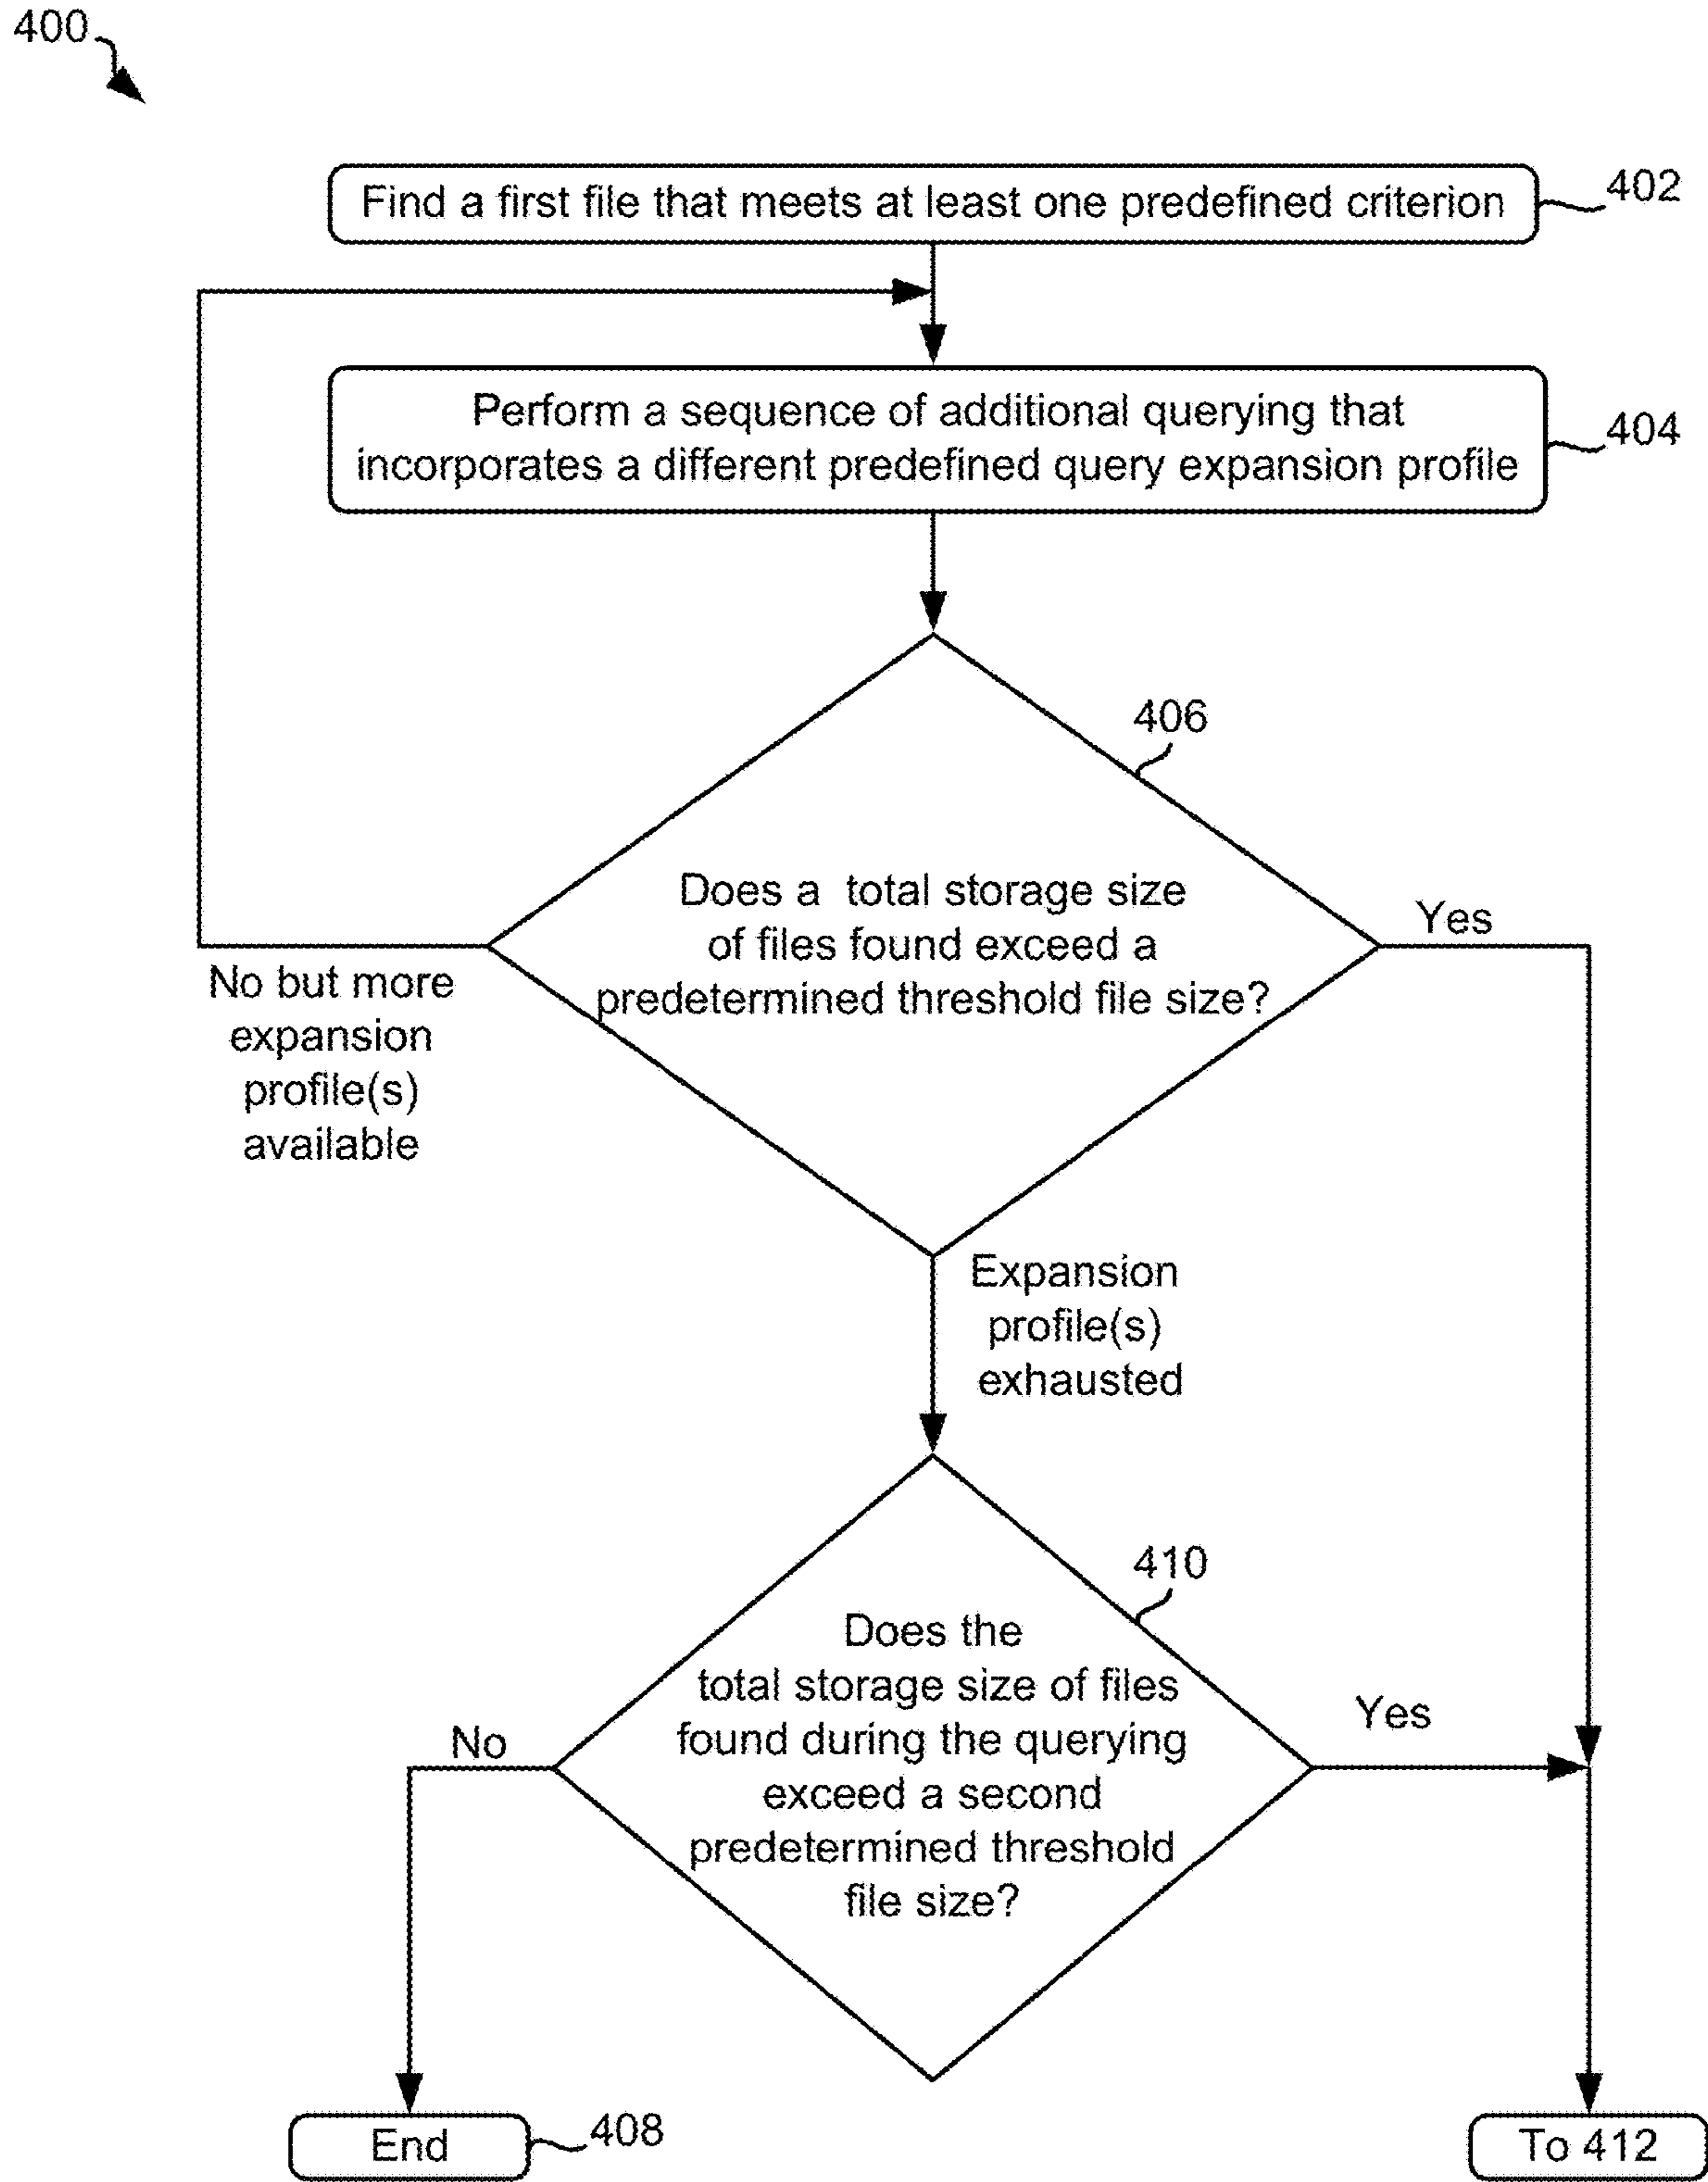 400
Find a first file that meets at least one predefined criterion
402
Perform a sequence of additional querying that
incorporates a different predefined query expansion profile
404
406
Does a total storage size
of files found exceed a
predetermined threshold file size?
Yes
No but more
expansion
profile(s)
available
Expansion
profile(s)
exhausted
410
Does the
total storage size of files
found during the querying
exceed a second
predetermined threshold
file size?
No
Yes
End
408
To 412